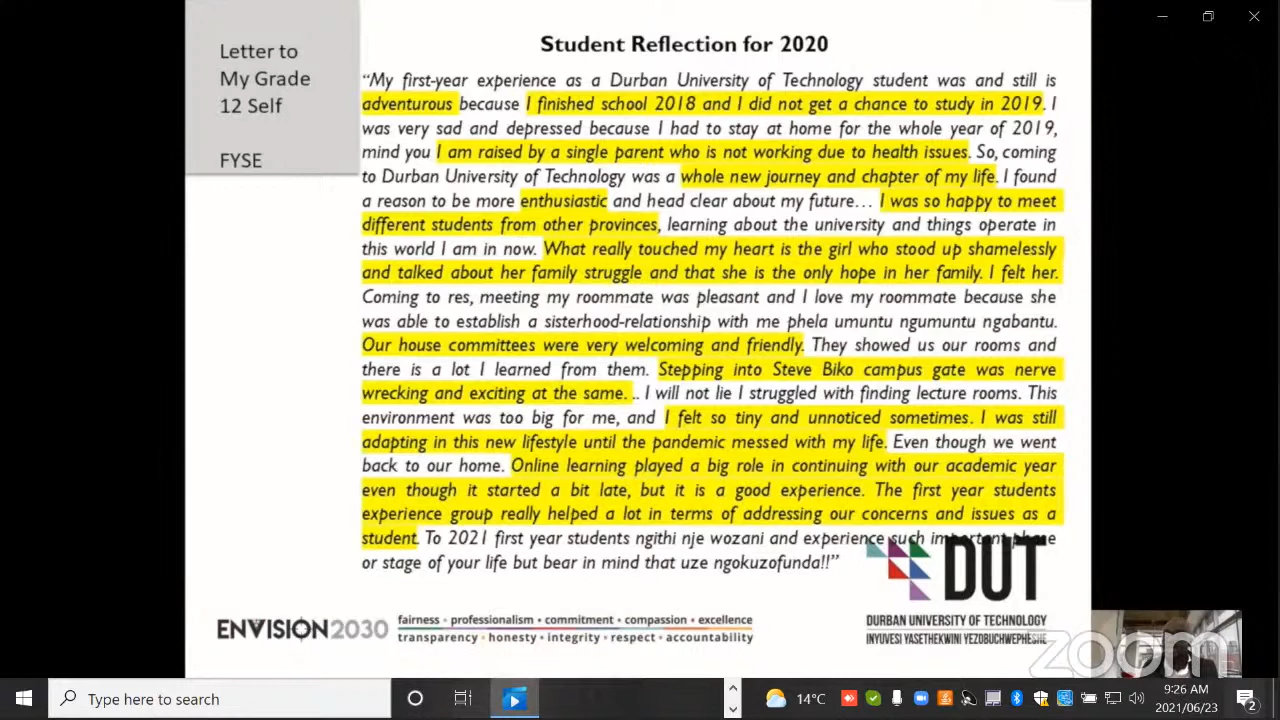 Letter to
My Grade
12 Self
FYSE
Student Reflection for 2020
“My first-year experience as a Durban University of Technology student was and still is
adventurous because I finished school 2018 and I did not get a chance to study in 2019. I
was very sad and depressed because I had to stay at home for the whole year of 2019,
mind you I am raised by a single parent who is not working due to health issues. So, coming
to Durban University of Technology was a whole new journey and chapter of my life. I found
a reason to be more enthusiastic and head clear about my future… I was so happy to meet
different students from other provinces, learning about the university and things operate in
this world I am in now. What really touched my heart is the girl who stood up shamelessly
and talked about her family struggle and that she is the only hope in her family. I felt her.
Coming to res, meeting my roommate was pleasant and I love my roommate because she
was able to establish a sisterhood-relationship with me phela umuntu ngumuntu ngabantu.
Our house committees were very welcoming and friendly. They showed us our rooms and
there is a lot I learned from them. Stepping into Steve Biko campus gate was nerve
wrecking and exciting at the same. .. I will not lie I struggled with finding lecture rooms. This
environment was too big for me, and I felt so tiny and unnoticed sometimes. I was still
adapting in this new lifestyle until the pandemic messed with my life. Even though we went
back to our home. Online learning played a big role in continuing with our academic year
even though it started a bit late, but it is a good experience. The first year students
experience group really helped a lot in terms of addressing our concerns and issues as a
student. To 2021 first year students ngithi nje wozani and experience such important phase
or stage of your life but bear in mind that uze ngokuzofunda!!”
DUT
DURBAN UNIVERSITY OF TECHNOLOGY
INYUVESI YASETHEKWINI YEZOBUCHWEPHESHE
ENVISION2030
fairness • professionalism • commitment • compassion • excellence
transparency • honesty • integrity • respect • accountability
zoom
Type here to search
14°C
9:26 AM
2021/06/23
2